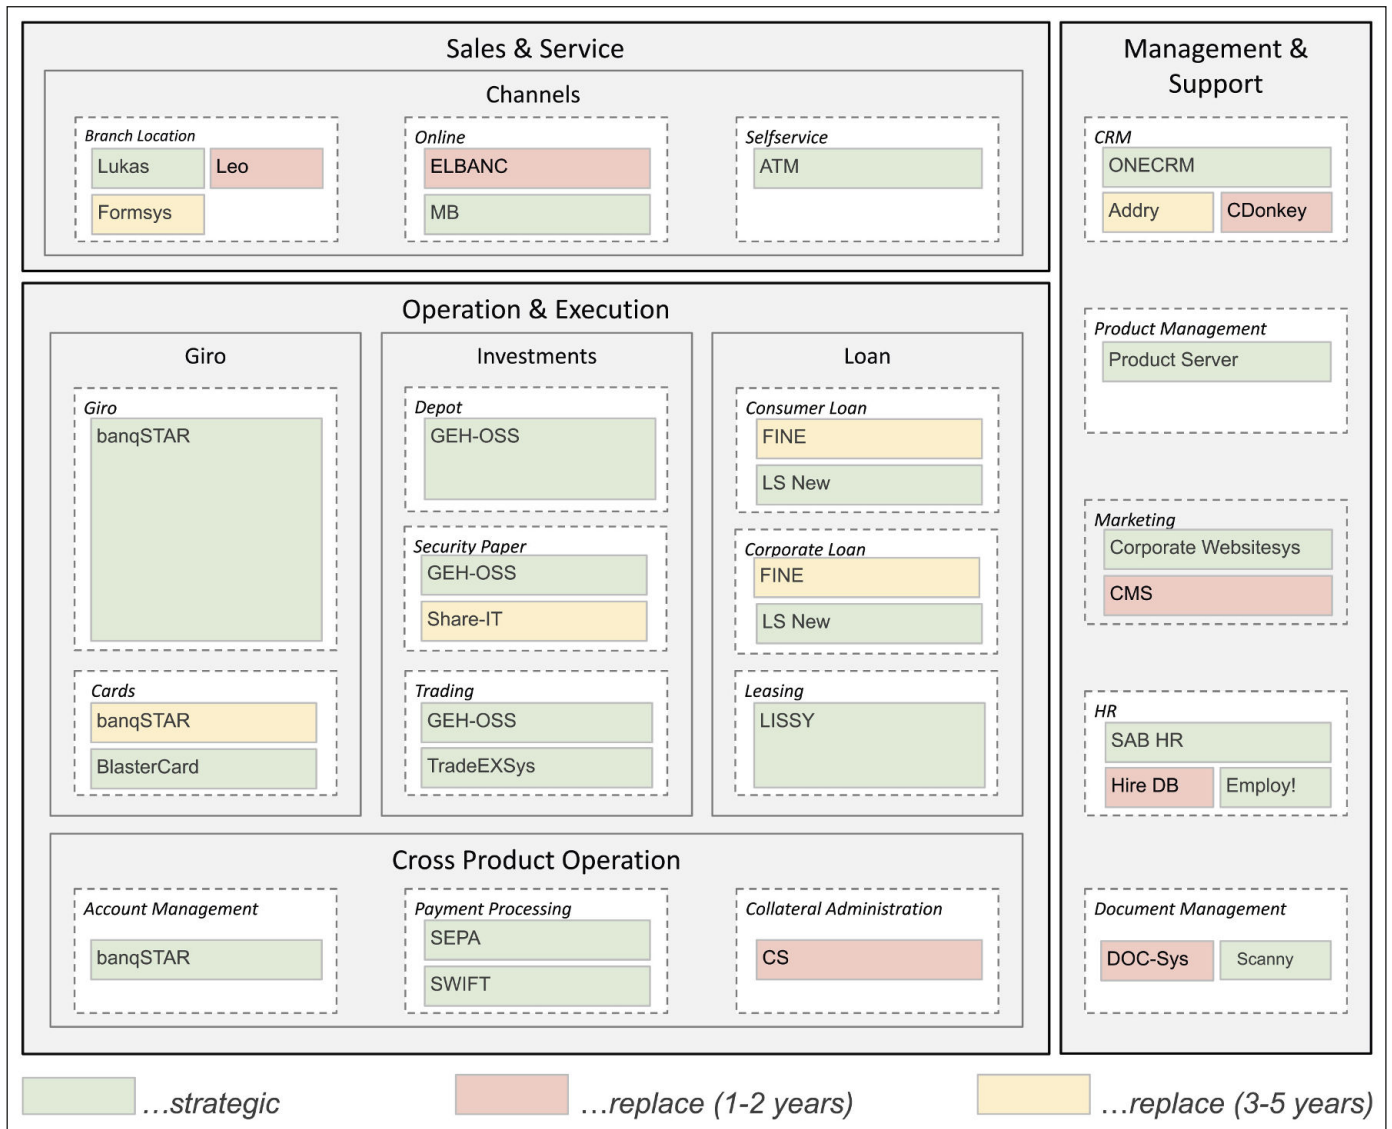 Sales & Service
Channels
Branch Location
Lukas
Leo
Formsys
Online
ELBANC
MB
Selfservice
ATM
Management &
Support
CRM
ONECRM
Addry
CDonkey
Product Management
Product Server
Marketing
Corporate Websitesys
CMS
HR
SAB HR
Hire DB
Employ!
Document Management
DOC-Sys
Scanny
Operation & Execution
Giro
Giro
banqSTAR
Cards
banqSTAR
BlasterCard
Investments
Depot
GEH-OSS
Security Paper
GEH-OSS
Share-IT
Trading
GEH-OSS
TradeEXSys
Loan
Consumer Loan
FINE
LS New
Corporate Loan
FINE
LS New
Leasing
LISSY
Cross Product Operation
Account Management
banqSTAR
Payment Processing
SEPA
SWIFT
Collateral Administration
CS
...strategic
...replace (1-2 years)
...replace (3-5 years)